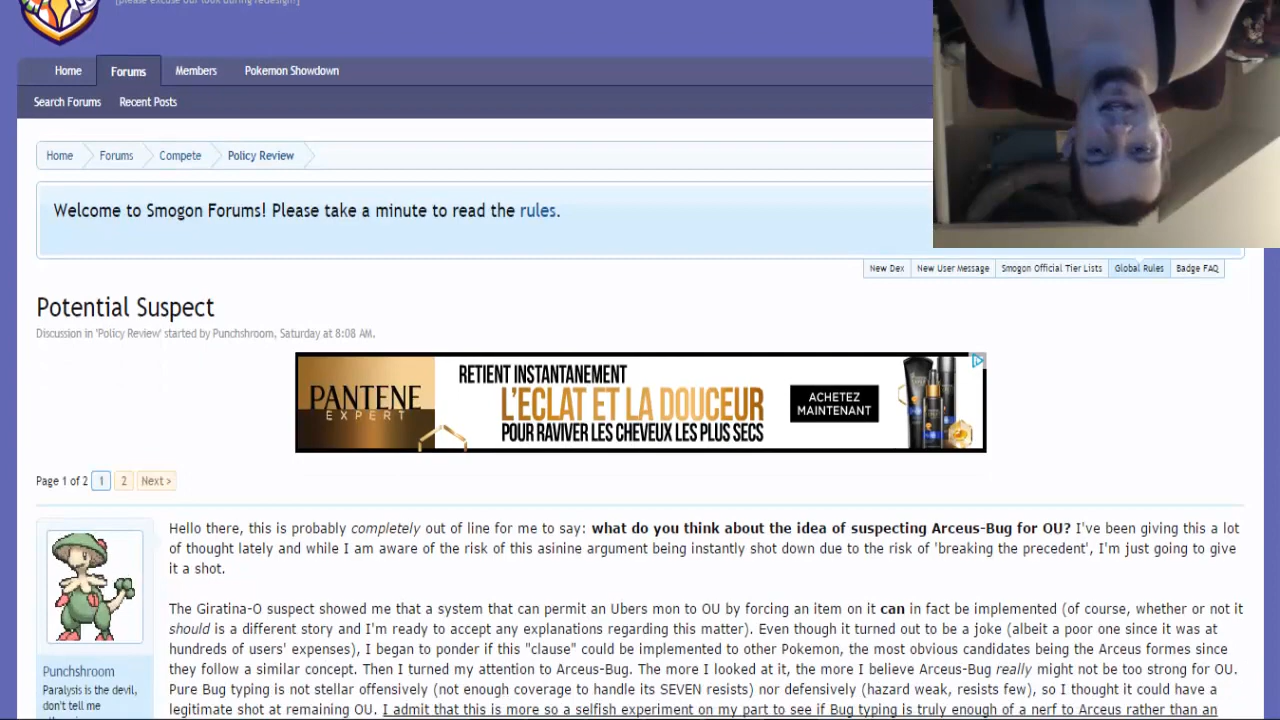 [please excuse our look during redesign!]
Home Forums Members Pokemon Showdown
Search Forums Recent Posts
Home Forums Compete Policy Review
Welcome to Smogon Forums! Please take a minute to read the rules.
New Dex New User Message Smogon Official Tier Lists Global Rules Badge FAQ
Potential Suspect
Discussion in 'Policy Review' started by Punchshroom, Saturday at 8:08 AM.
PANTENE
EXPERT
RETIENT INSTANTANEMENT
L'ECLAT ET LA DOUCEUR
POUR RAVIVER LES CHEVEUX LES PLUS SECS
ACHETEZ
MAINTENANT
Page 1 of 2 1 2 Next >
Hello there, this is probably completely out of line for me to say: what do you think about the idea of suspecting Arceus-Bug for OU? I've been giving this a lot
of thought lately and while I am aware of the risk of this asinine argument being instantly shot down due to the risk of 'breaking the precedent', I'm just going to give
it a shot.
The Giratina-O suspect showed me that a system that can permit an Ubers mon to OU by forcing an item on it can in fact be implemented (of course, whether or not it
should is a different story and I'm ready to accept any explanations regarding this matter). Even though it turned out to be a joke (albeit a poor one since it was at
hundreds of users' expenses), I began to ponder if this "clause" could be implemented to other Pokemon, the most obvious candidates being the Arceus formes since
they follow a similar concept. Then I turned my attention to Arceus-Bug. The more I looked at it, the more I believe Arceus-Bug really might not be too strong for OU.
Pure Bug typing is not stellar offensively (not enough coverage to handle its SEVEN resists) nor defensively (hazard weak, resists few), so I thought it could have a
legitimate shot at remaining OU. I admit that this is more so a selfish experiment on my part to see if Bug typing is truly enough of a nerf to Arceus rather than an
Punchshroom
Paralysis is the devil,
don't tell me